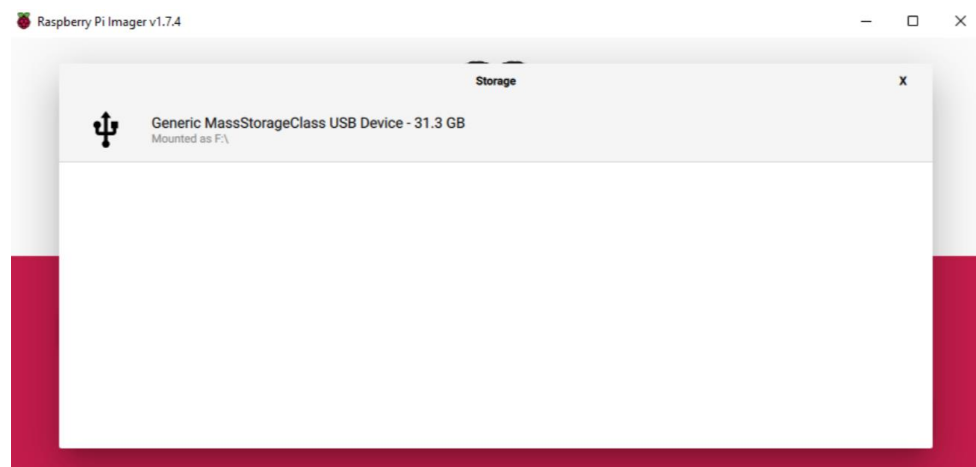 Raspberry Pi Imager v1.7.4
Storage
X
Generic MassStorageClass USB Device - 31.3 GB
Mounted as F:\